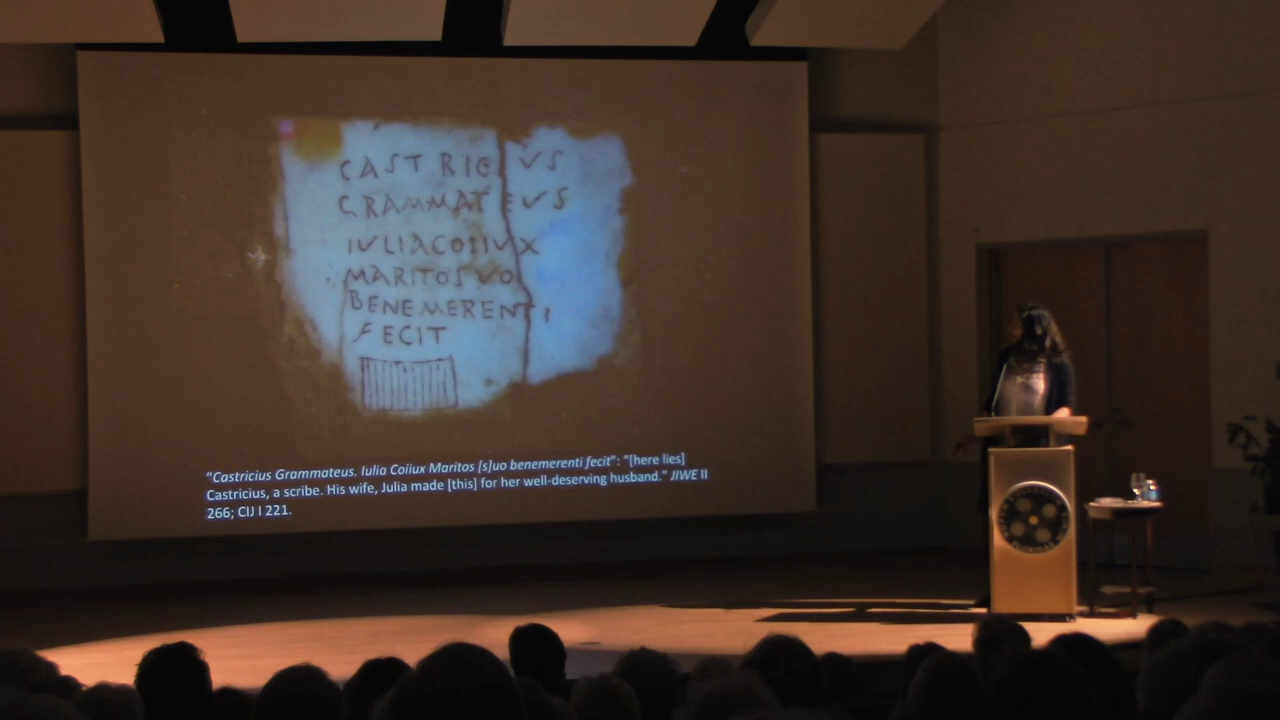 CASTRICIVS
GRAMMATEVS
IVLIACOIIVX
MARITOSVO
BENEMERENTI
FECIT
“Castricius Grammateus. Iulia Coiiux Maritos [s]uo benemerenti fecit”: “[here lies]
Castricius, a scribe. His wife, Julia made [this] for her well-deserving husband.” JIWE II
266; CIJ I 221.